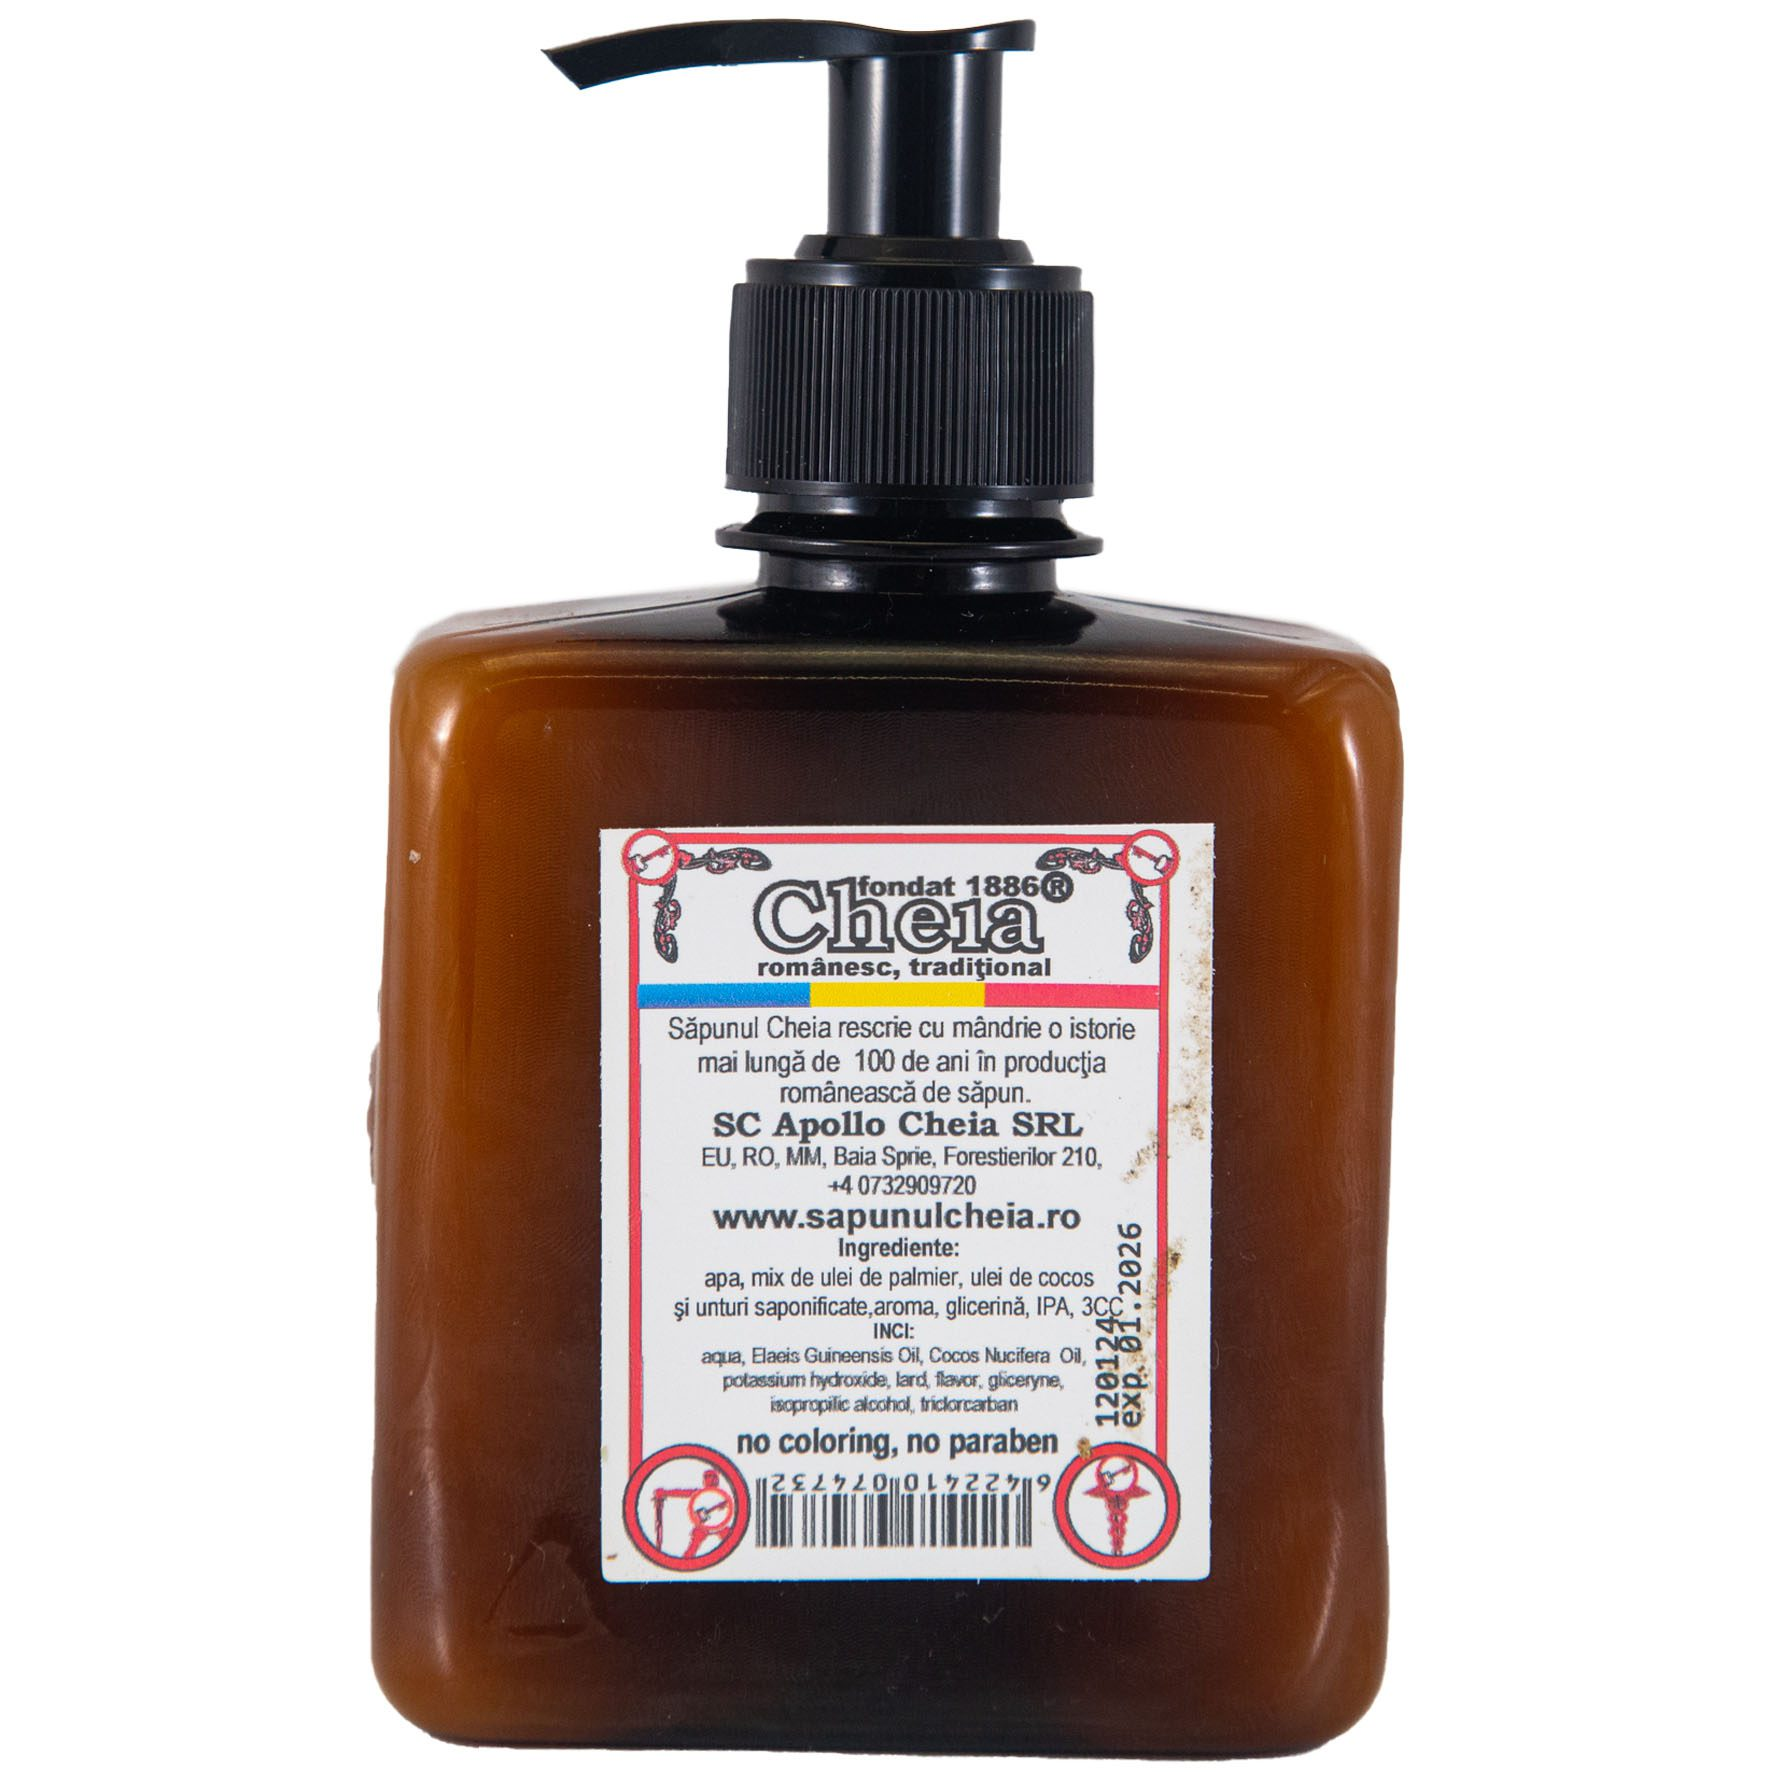 fondat 1886®
Cheia
românesc, tradiţional
Săpunul Cheia rescrie cu mândrie o istorie
mai lungă de 100 de ani în producţia
românească de săpun.
SC Apollo Cheia SRL
EU, RO, MM, Baia Sprie, Forestierilor 210,
+4 0732909720
www.sapunulcheia.ro
Ingrediente:
apa, mix de ulei de palmier, ulei de cocos
şi unturi saponificate,aroma, glicerină, IPA, 3CC
INCI:
aqua, Elaeis Guineensis Oil, Cocos Nucifera Oil,
potassium hydroxide, lard, flavor, gliceryne,
isopropilic alcohol, triclorcarban
no coloring, no paraben
120124
exp. 01.2026
6 422410 074732